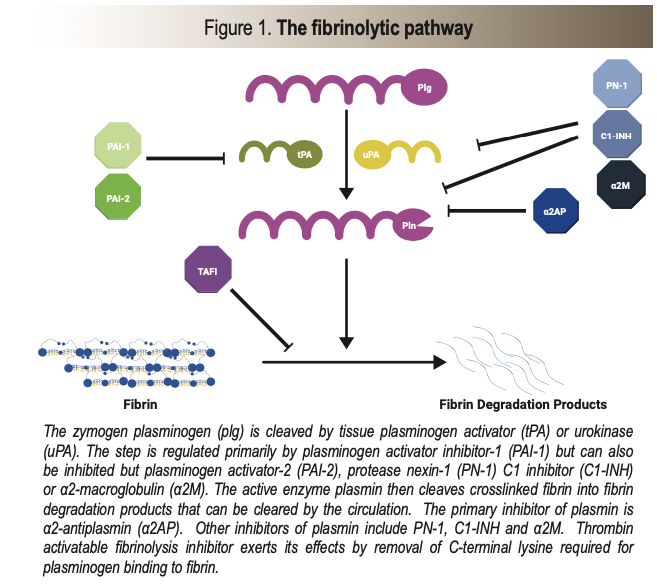 Figure 1. The fibrinolytic pathway
Plg
PN-1
PAI-1
tPA
uPA
C1-INH
PAI-2
α2M
Pln
α2AP
TAFI
Fibrin
Fibrin Degradation Products
The zymogen plasminogen (plg) is cleaved by tissue plasminogen activator (tPA) or urokinase
(uPA). The step is regulated primarily by plasminogen activator inhibitor-1 (PAI-1) but can also
be inhibited but plasminogen activator-2 (PAI-2), protease nexin-1 (PN-1) C1 inhibitor (C1-INH)
or α2-macroglobulin (α2M). The active enzyme plasmin then cleaves crosslinked fibrin into fibrin
degradation products that can be cleared by the circulation. The primary inhibitor of plasmin is
α2-antiplasmin (α2AP). Other inhibitors of plasmin include PN-1, C1-INH and α2M. Thrombin
activatable fibrinolysis inhibitor exerts its effects by removal of C-terminal lysine required for
plasminogen binding to fibrin.